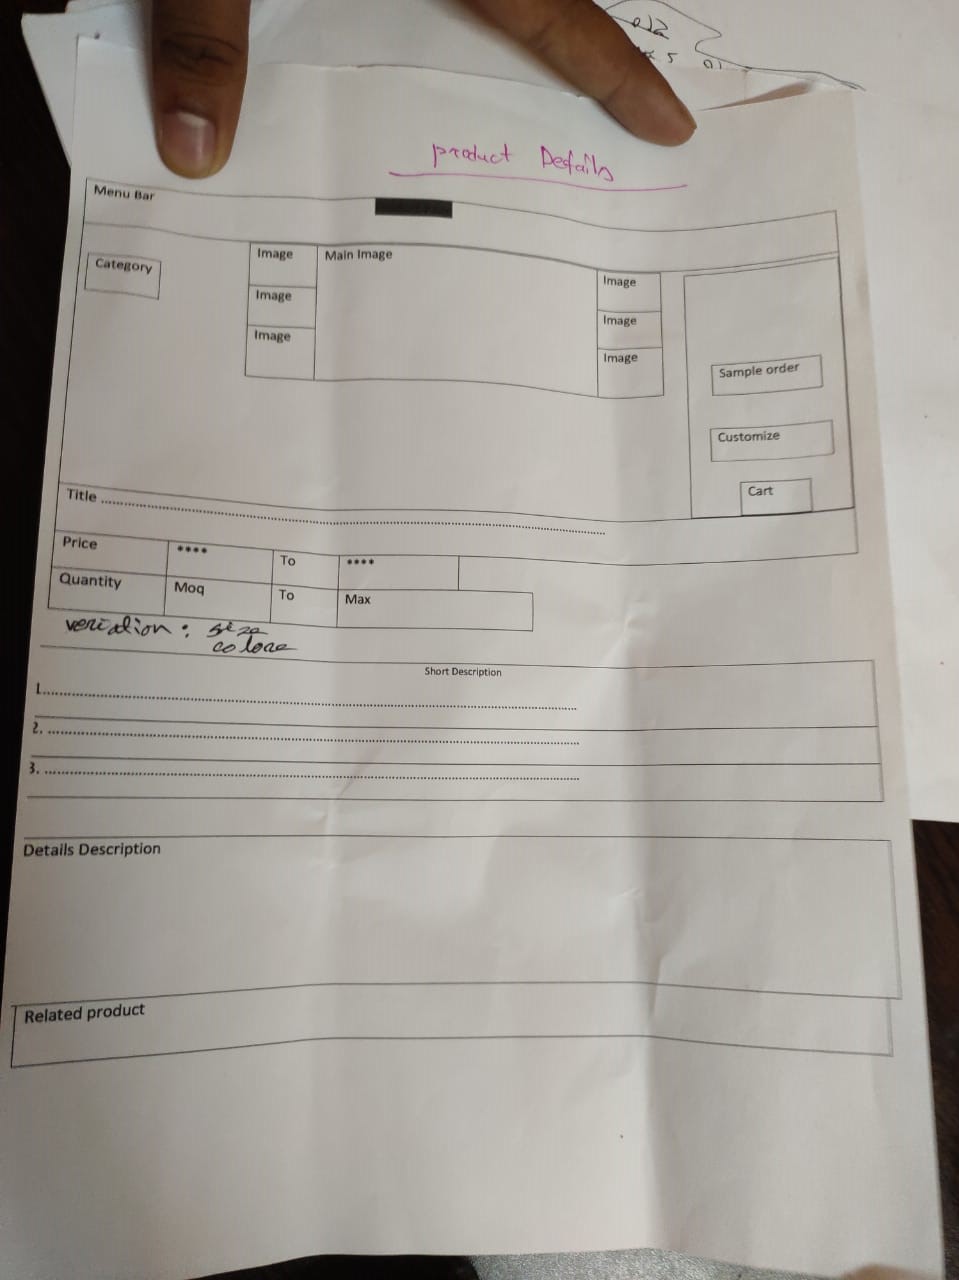 Product Details
Menu Bar
Category
Image
Main Image
Image
Image
Image
Image
Image
Sample order
Customize
Cart
Title ........................................
Price **** To ****
Quantity Moq To Max
veriation: size
colore
Short Description
1........................................
2. ........................................
3. ........................................
Details Description
Related product